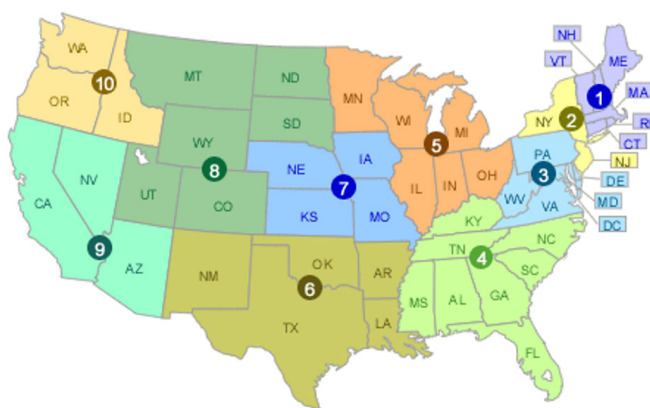 NH
WA
ME
VT
MT
ND
10
MN
MA
OR
ID
1
WI
MI
NY
2
RI
SD
5
WY
CT
PA
NJ
IA
8
NE
3
DE
NV
7
IL
IN
OH
WV
VA
MD
UT
CO
CA
KS
MO
KY
DC
9
TN
4
NC
AZ
NM
OK
AR
SC
6
MS
AL
GA
TX
LA
FL